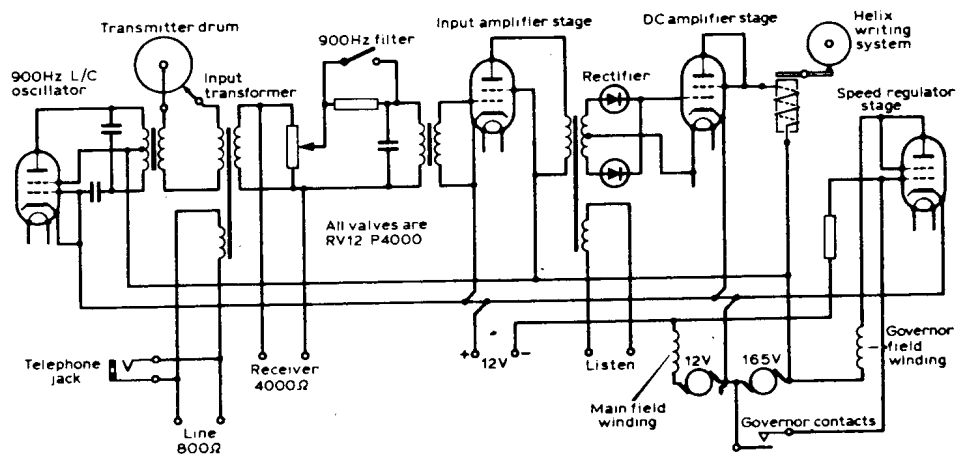 Transmitter drum
Input amplifier stage
DC amplifier stage
Helix
writing
system
900Hz filter
900Hz L/C
oscillator
Input
transformer
Rectifier
Speed regulator
stage
All valves are
RV12 P4000
Telephone
jack
Receiver
4000Ω
+ 12V -
Listen
12V
165V
Governor
field
winding
Main field
winding
Line
800Ω
Governor contacts